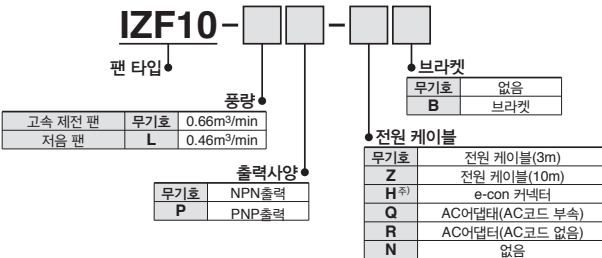 IZF10-□□-□□
팬 타입
브라켓
무기호 없음
B 브라켓
풍량
고속 제전 팬 무기호 0.66m³/min
저음 팬 L 0.46m³/min
출력사양
무기호 NPN출력
P PNP출력
전원 케이블
무기호 전원 케이블(3m)
Z 전원 케이블(10m)
H주) e-con 커넥터
Q AC어댑태(AC코드 부속)
R AC어댑터(AC코드 없음)
N 없음